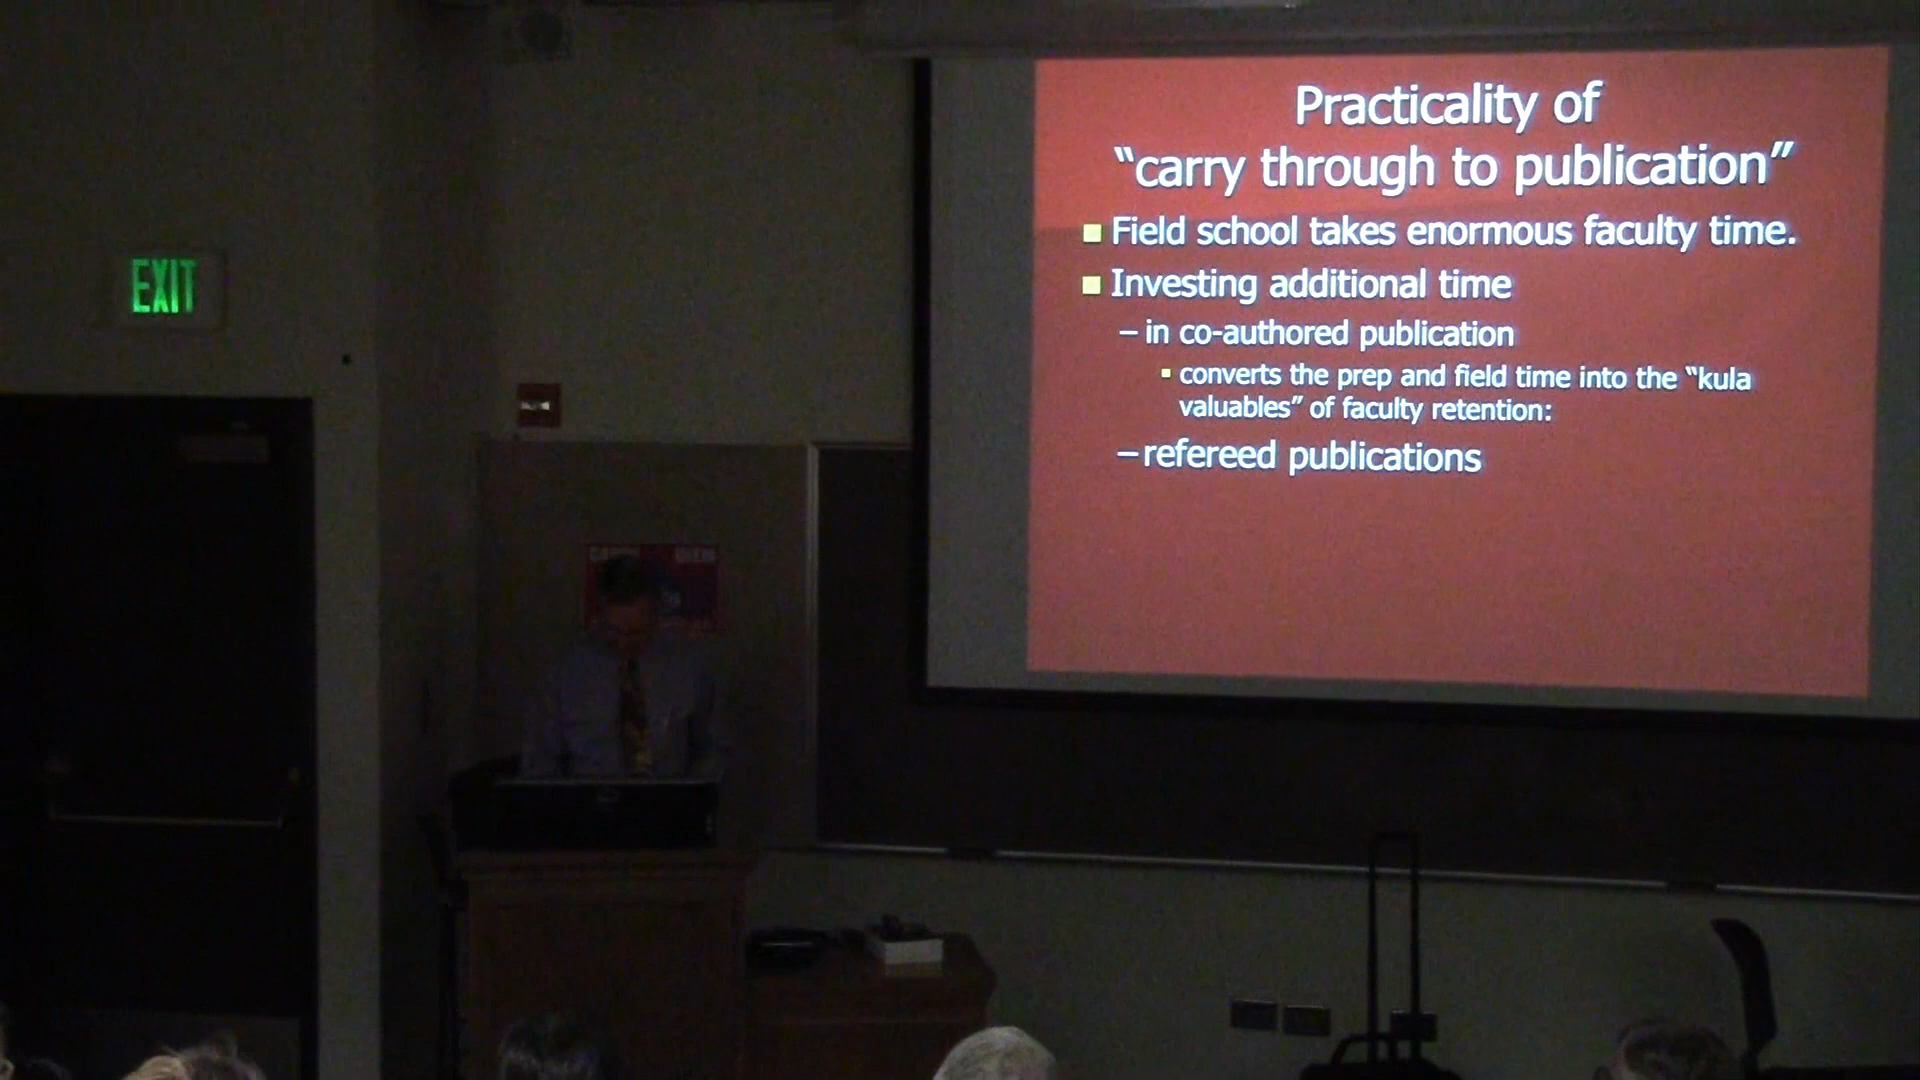 EXIT
Practicality of
“carry through to publication”
Field school takes enormous faculty time.
Investing additional time
– in co-authored publication
converts the prep and field time into the “kula
valuables” of faculty retention:
– refereed publications